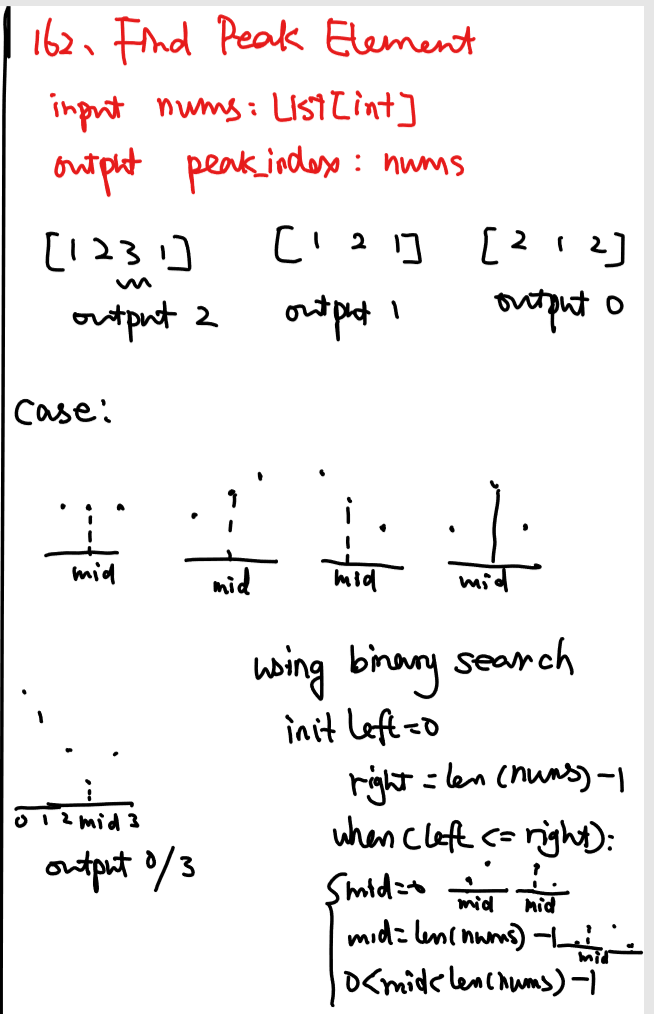 162、Find Peak Element
input nums: List[int]
output peak_index: nums
[1 2 3 1] [1 2 1] [2 1 2]
output 2 output 1 output 0
case:
mid mid mid mid
using binary search
init left=0
right = len(nums)-1
when (left <= right):
0 1 2 mid 3
output 0/3
mid=0 mid mid
mid=len(nums)-1 mid
0<mid<len(nums)-1